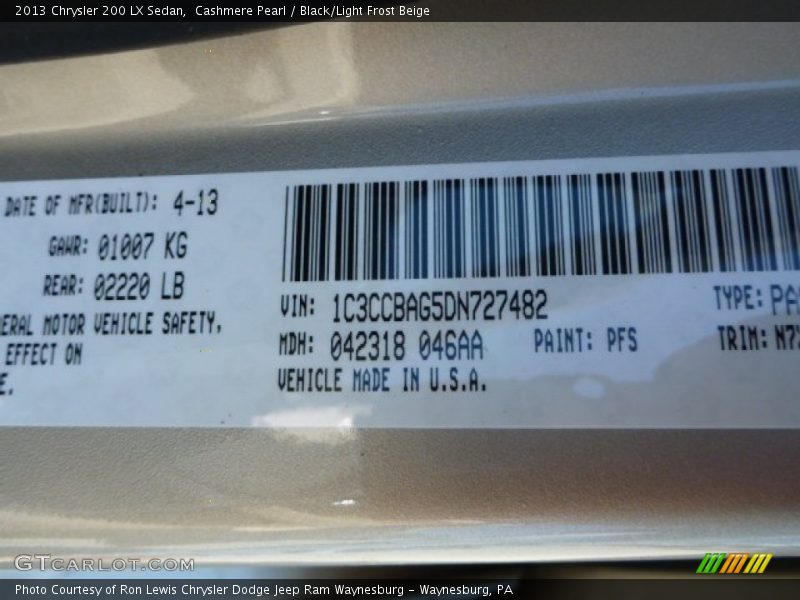 2013 Chrysler 200 LX Sedan,  Cashmere Pearl / Black/Light Frost Beige
DATE OF MFR(BUILT): 4-13
GAWR: 01007 KG
REAR: 02220 LB
MOTOR VEHICLE SAFETY,
EFFECT ON
VIN: 1C3CCBAG5DN727482
MDH: 042318 046AA
PAINT: PFS
VEHICLE MADE IN U.S.A.
TYPE:
TRIM:
GTCARLOT.COM
Photo Courtesy of Ron Lewis Chrysler Dodge Jeep Ram Waynesburg – Waynesburg, PA